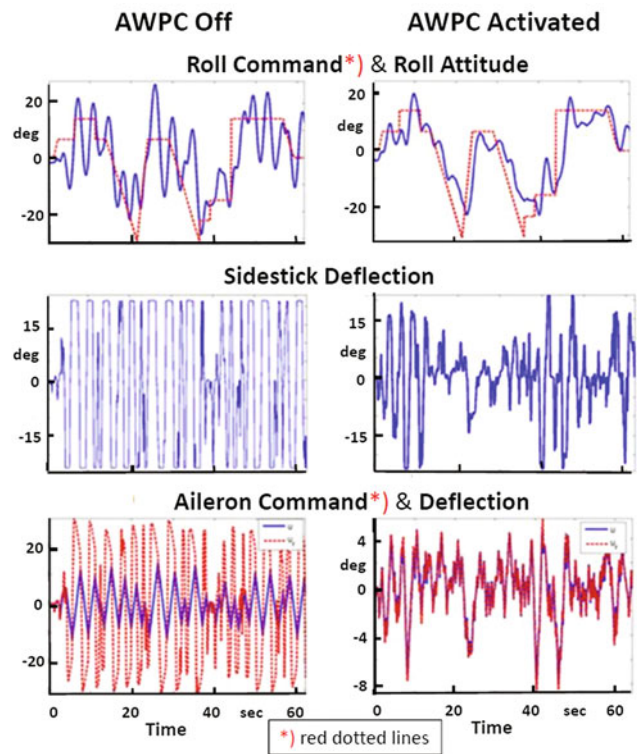 AWPC Off AWPC Activated
Roll Command*) & Roll Attitude
20
deg
0
-20
20
deg
0
-20
Sidestick Deflection
15
deg
0
-15
15
deg
0
-15
Aileron Command*) & Deflection
20
deg
0
-20
u
4
deg
0
-4
-8
u
0 20 40 sec 60
Time
0 20 40 sec 60
Time
*) red dotted lines